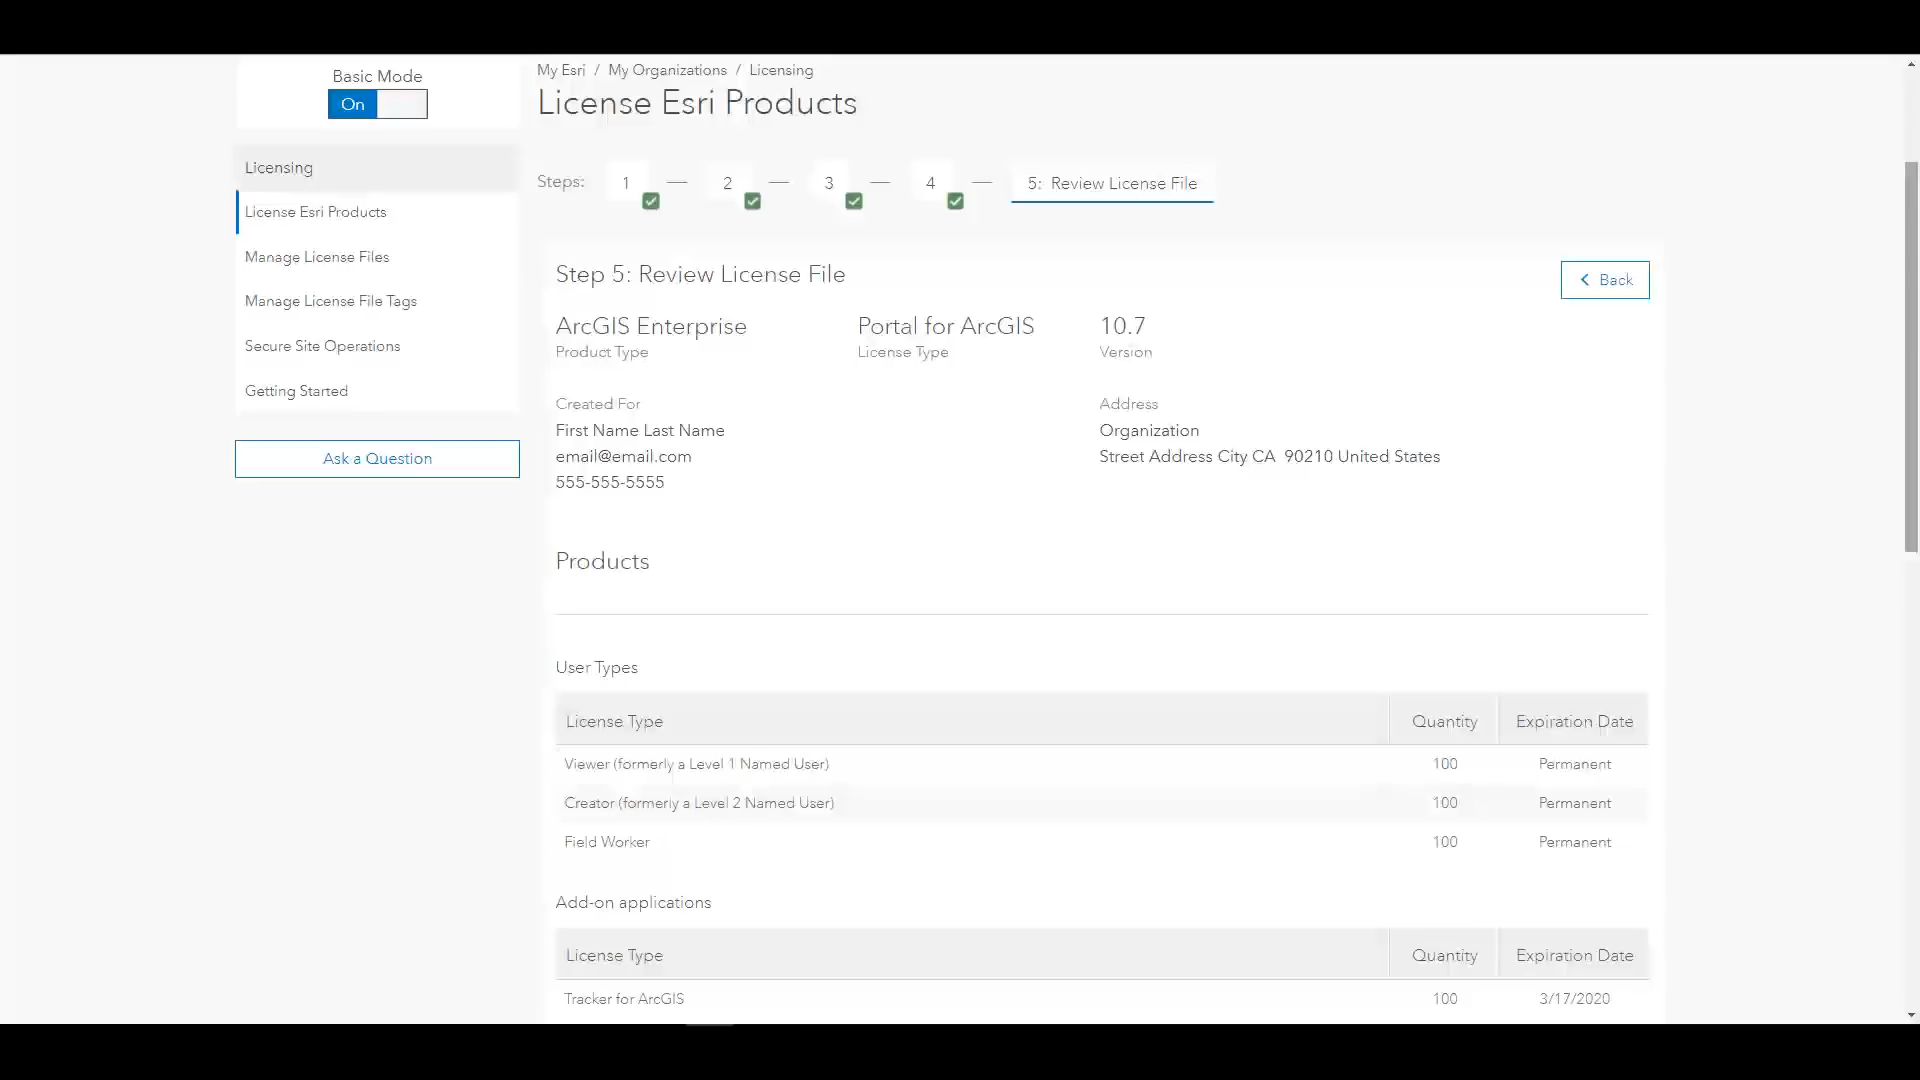 Basic Mode
On
Licensing
License Esri Products
Manage License Files
Manage License File Tags
Secure Site Operations
Getting Started
Ask a Question
My Esri / My Organizations / Licensing
License Esri Products
Steps: 1 — 2 — 3 — 4 — 5: Review License File
Step 5: Review License File
Back
ArcGIS Enterprise Portal for ArcGIS 10.7
Product Type License Type Version
Created For Address
First Name Last Name Organization
email@email.com Street Address City CA 90210 United States
555-555-5555
Products
User Types
License Type Quantity Expiration Date
Viewer (formerly a Level 1 Named User) 100 Permanent
Creator (formerly a Level 2 Named User) 100 Permanent
Field Worker 100 Permanent
Add-on applications
License Type Quantity Expiration Date
Tracker for ArcGIS 100 3/17/2020